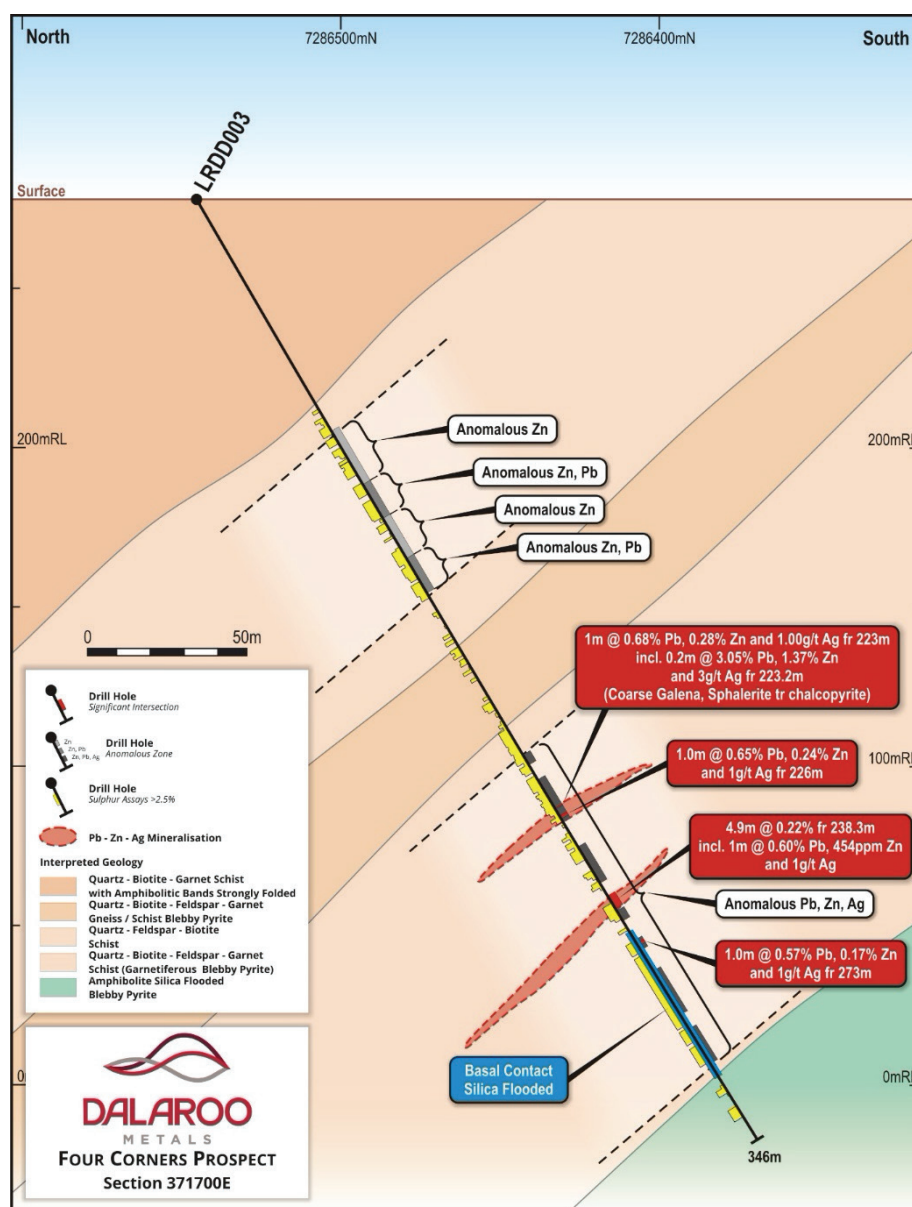 North
7286500mN
7286400mN
South
LRDD003
Surface
200mRL
200mRL
Anomalous Zn
Anomalous Zn, Pb
Anomalous Zn
Anomalous Zn, Pb
0
50m
1m @ 0.68% Pb, 0.28% Zn and 1.00g/t Ag fr 223m
incl. 0.2m @ 3.05% Pb, 1.37% Zn
and 3g/t Ag fr 223.2m
(Coarse Galena, Sphalerite tr chalcopyrite)
1.0m @ 0.65% Pb, 0.24% Zn
and 1g/t Ag fr 226m
100mRL
4.9m @ 0.22% fr 238.3m
incl. 1m @ 0.60% Pb, 454ppm Zn
and 1g/t Ag
Anomalous Pb, Zn, Ag
1.0m @ 0.57% Pb, 0.17% Zn
and 1g/t Ag fr 273m
Basal Contact
Silica Flooded
0mRL
346m
Drill Hole
Significant Intersection
Zn
Zn, Pb
Zn, Pb, Ag
Drill Hole
Anomalous Zone
Drill Hole
Sulphur Assays >2.5%
Pb - Zn - Ag Mineralisation
Interpreted Geology
Quartz - Biotite - Garnet Schist
with Amphibolitic Bands Strongly Folded
Quartz - Biotite - Feldspar - Garnet
Gneiss / Schist Blebby Pyrite
Quartz - Feldspar - Biotite
Schist
Quartz - Biotite - Feldspar - Garnet
Schist (Garnetiferous Blebby Pyrite)
Amphibolite Silica Flooded
Blebby Pyrite
DALAROO
METALS
FOUR CORNERS PROSPECT
Section 371700E